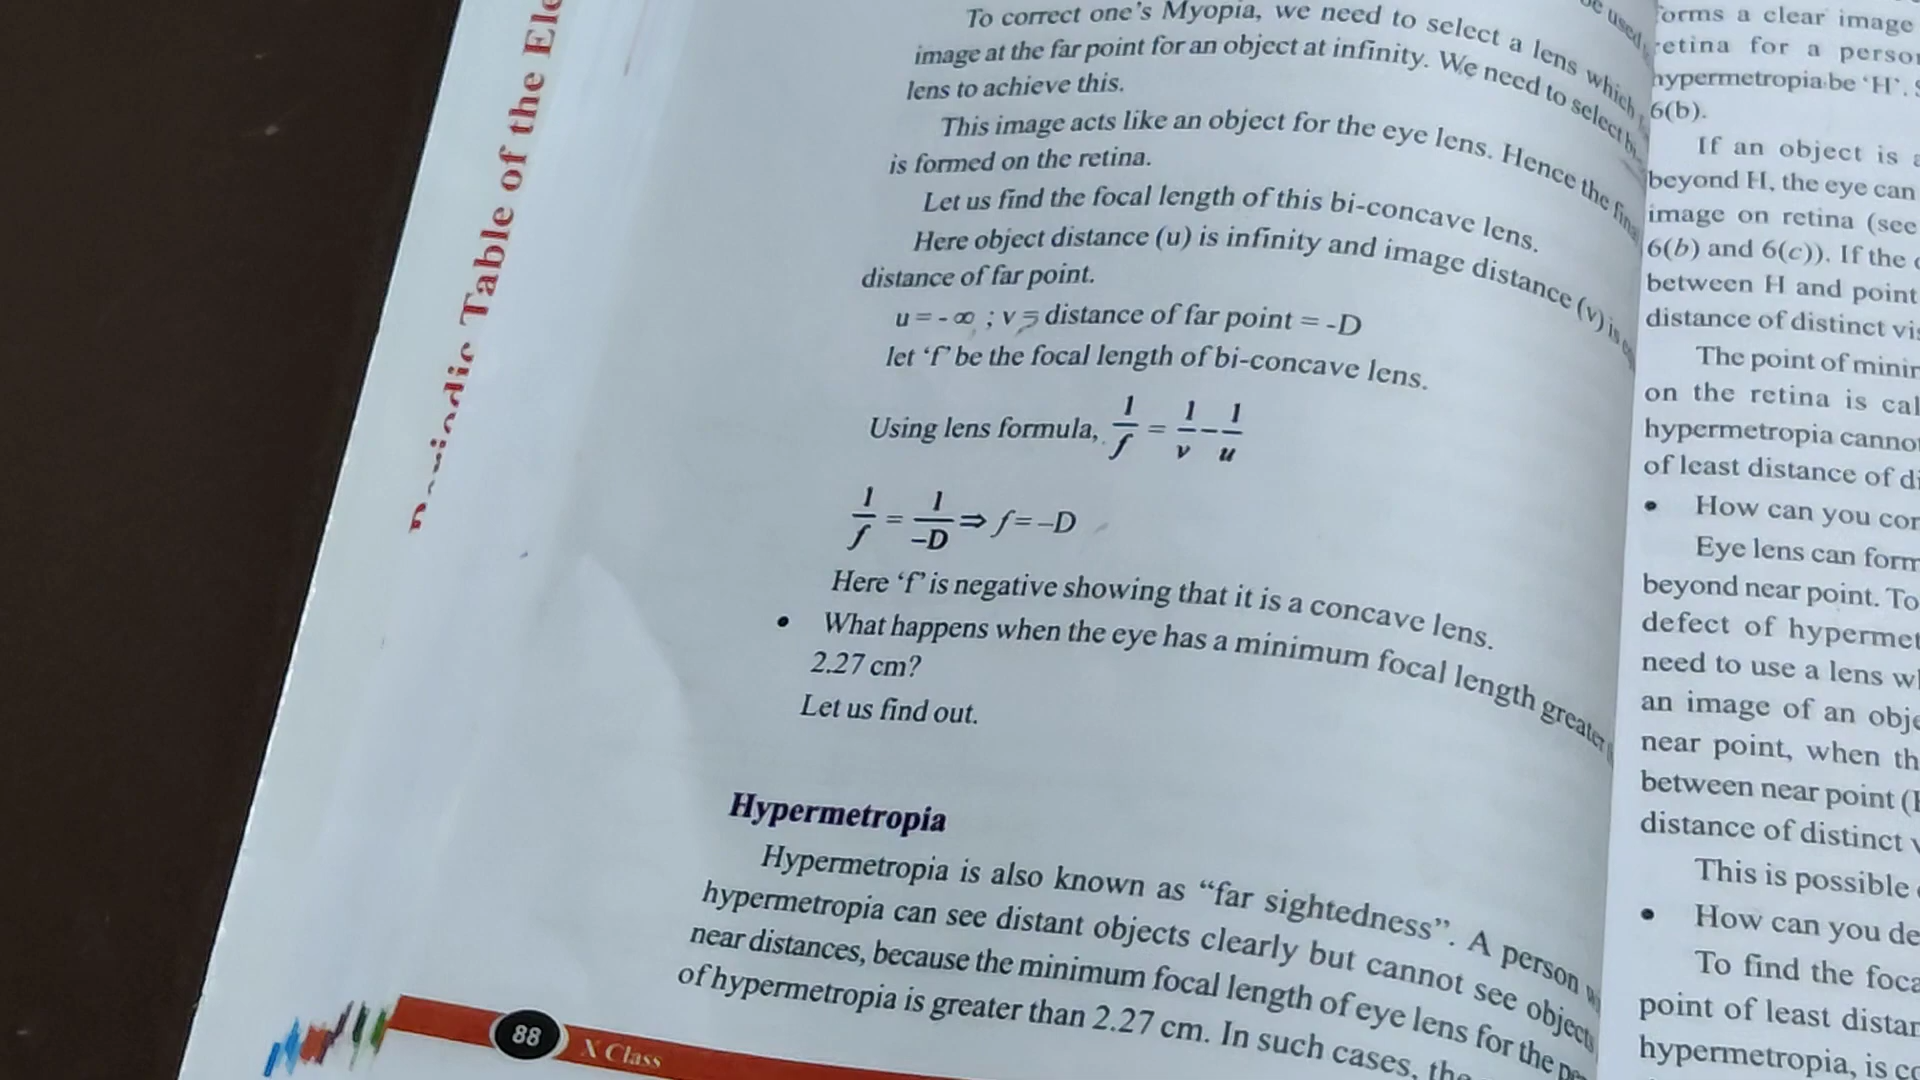 Table of the Ele
To correct one's Myopia, we need to select a lens which
image at the far point for an object at infinity. We need to select
lens to achieve this.
This image acts like an object for the eye lens. Hence the final
is formed on the retina.
Let us find the focal length of this bi-concave lens.
Here object distance (u) is infinity and image distance (v) is
distance of far point.
u = - ∞ ; v = distance of far point = -D
let 'f' be the focal length of bi-concave lens.
Using lens formula, 1/f = 1/v - 1/u
1/f = 1/-D ⇒ f = –D
Here 'f' is negative showing that it is a concave lens.
• What happens when the eye has a minimum focal length greater
2.27 cm?
Let us find out.
Hypermetropia
Hypermetropia is also known as "far sightedness". A person
hypermetropia can see distant objects clearly but cannot see objects
near distances, because the minimum focal length of eye lens for the
of hypermetropia is greater than 2.27 cm. In such cases, the
88 X Class
be used
forms a clear image
retina for a person
hypermetropia be 'H'.
6(b).
If an object is
beyond H, the eye can
image on retina (see
6(b) and 6(c)). If the
between H and point
distance of distinct
The point of
on the retina is
hypermetropia
of least distance of
• How can you
Eye lens can form
beyond near point. To
defect of
need to use a lens
an image of an
near point, when
between near point
distance of distinct
This is possible
• How can you
To find the
point of least
hypermetropia, is